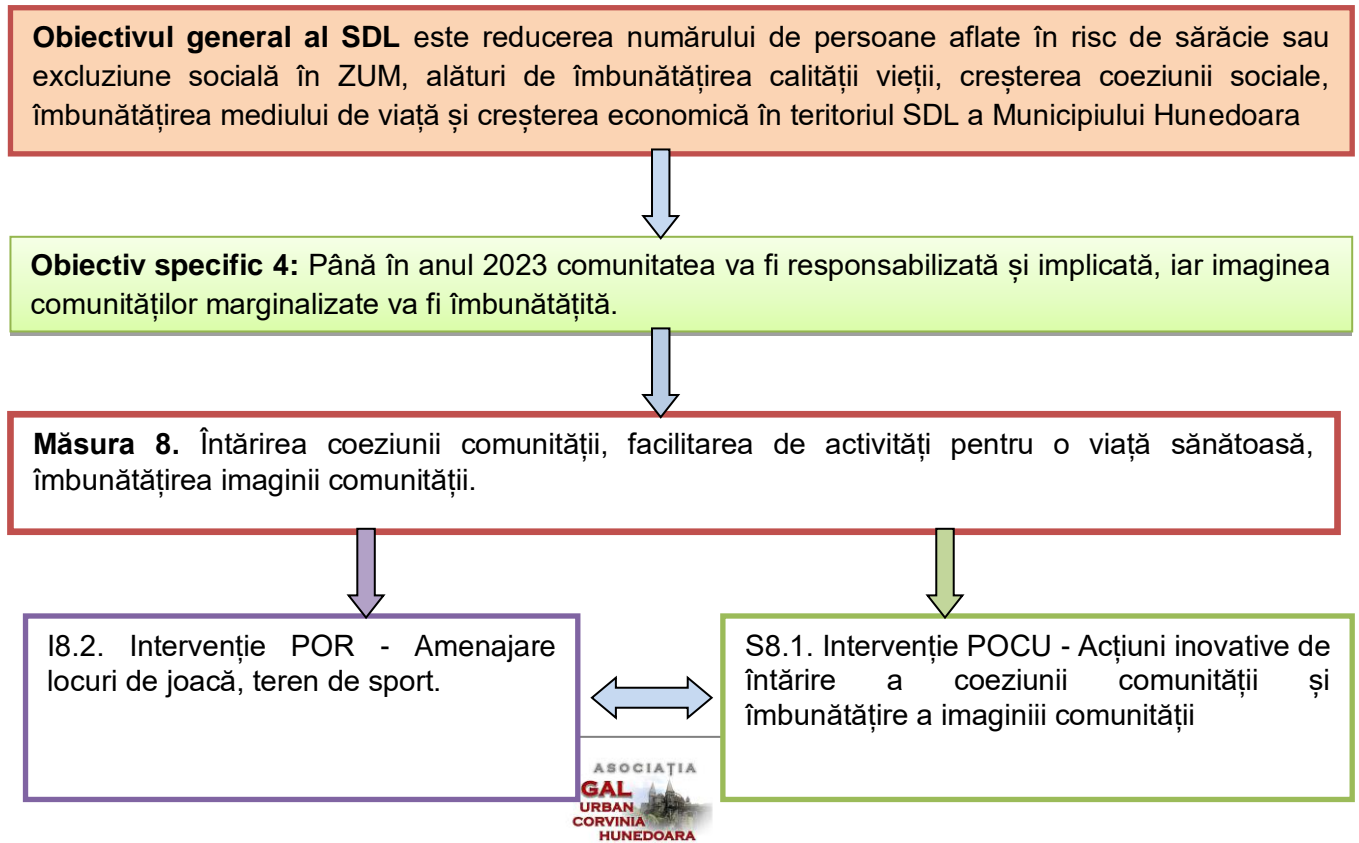 Obiectivul general al SDL este reducerea numărului de persoane aflate în risc de sărăcie sau
excluziune socială în ZUM, alături de îmbunătățirea calității vieții, creșterea coeziunii sociale,
îmbunătățirea mediului de viață și creșterea economică în teritoriul SDL a Municipiului Hunedoara
Obiectiv specific 4: Până în anul 2023 comunitatea va fi responsabilizată și implicată, iar imaginea
comunităților marginalizate va fi îmbunătățită.
Măsura 8. Întărirea coeziunii comunității, facilitarea de activități pentru o viață sănătoasă,
îmbunătățirea imaginii comunității.
I8.2. Intervenție POR - Amenajare
locuri de joacă, teren de sport.
S8.1. Intervenție POCU - Acțiuni inovative de
întărire a coeziunii comunității și
îmbunătățire a imaginiii comunității
ASOCIAȚIA
GAL
URBAN
CORVINIA
HUNEDOARA